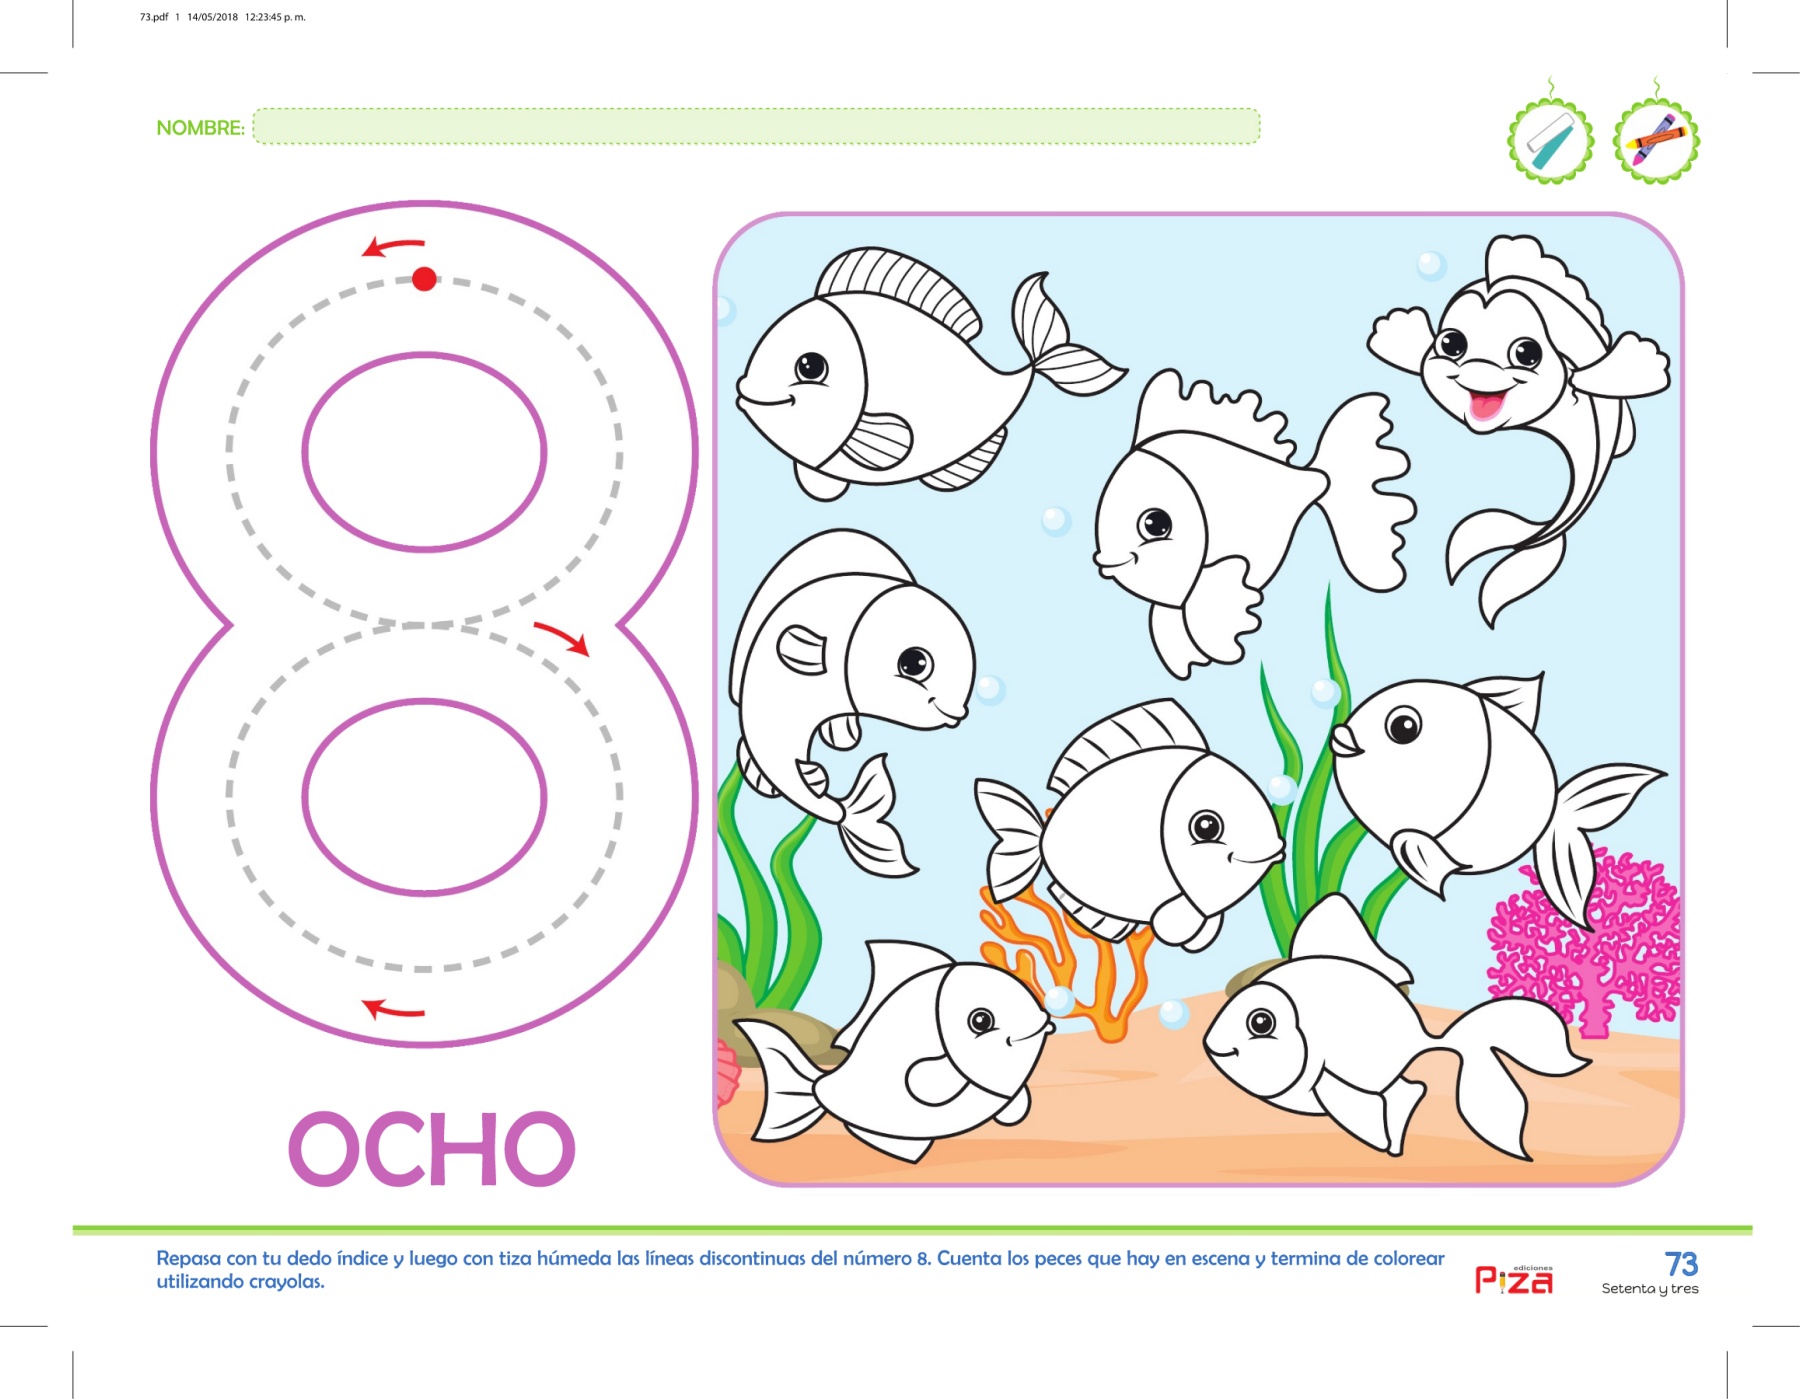 73.pdf 1 14/05/2018 12:23:45 p. m.
NOMBRE:
8
OCHO
Repasa con tu dedo índice y luego con tiza húmeda las líneas discontinuas del número 8. Cuenta los peces que hay en escena y termina de colorear
utilizando crayolas.
ediciones
Piza
73
Setenta y tres